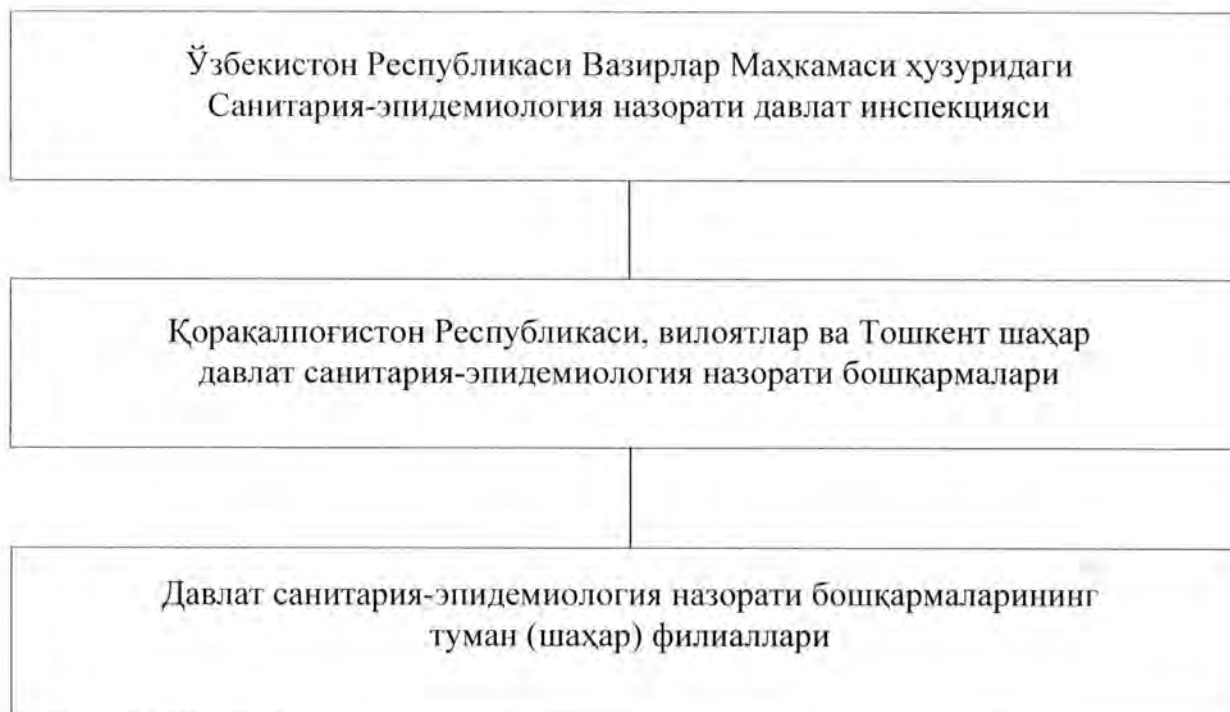 Ўзбекистон Республикаси Вазирлар Маҳкамаси ҳузуридаги
Санитария-эпидемиология назорати давлат инспекцияси
Қорақалпоғистон Республикаси, вилоятлар ва Тошкент шаҳар
давлат санитария-эпидемиология назорати бошқармалари
Давлат санитария-эпидемиология назорати бошқармаларининг
туман (шаҳар) филиаллари